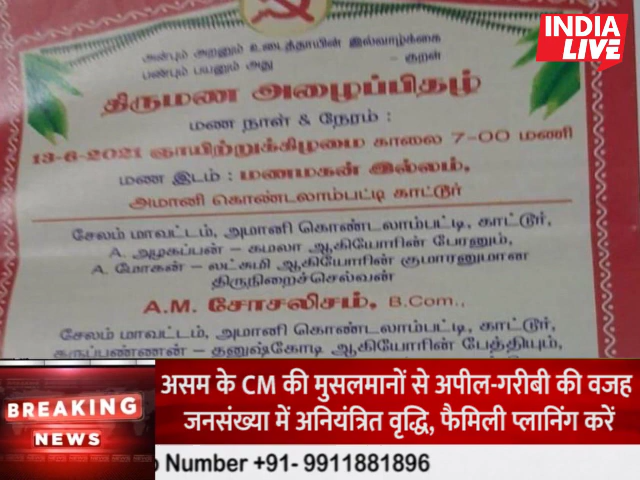 INDIA
LIVE
அன்பும் அறனும் உடைத்தாயின் இல்வாழ்க்கை
பண்பும் பயனும் அது - குறள்
திருமண அழைப்பிதழ்
மண நாள் & நேரம் :
13-6-2021 ஞாயிற்றுக்கிழமை காலை 7-00 மணி
மண இடம் : மணமகன் இல்லம்,
அமானி கொண்டலாம்பட்டி காட்டூர்
சேலம் மாவட்டம், அமானி கொண்டலாம்பட்டி, காட்டூர்,
A. அழகப்பன் – கமலா ஆகியோரின் பேரனும்,
A. மோகன் – லட்சுமி ஆகியோரின் குமாரனுமான
திருநிறைச்செல்வன்
A.M. சோசலிசம், B.Com.,
சேலம் மாவட்டம், அமானி கொண்டலாம்பட்டி, காட்டூர்,
கருப்பண்ணன் – தனுஷ்கோடி ஆகியோரின் பேத்தியும்,
BREAKING
NEWS
असम के CM की मुसलमानों से अपील-गरीबी की वजह
जनसंख्या में अनियंत्रित वृद्धि, फैमिली प्लानिंग करें
Number +91- 9911881896